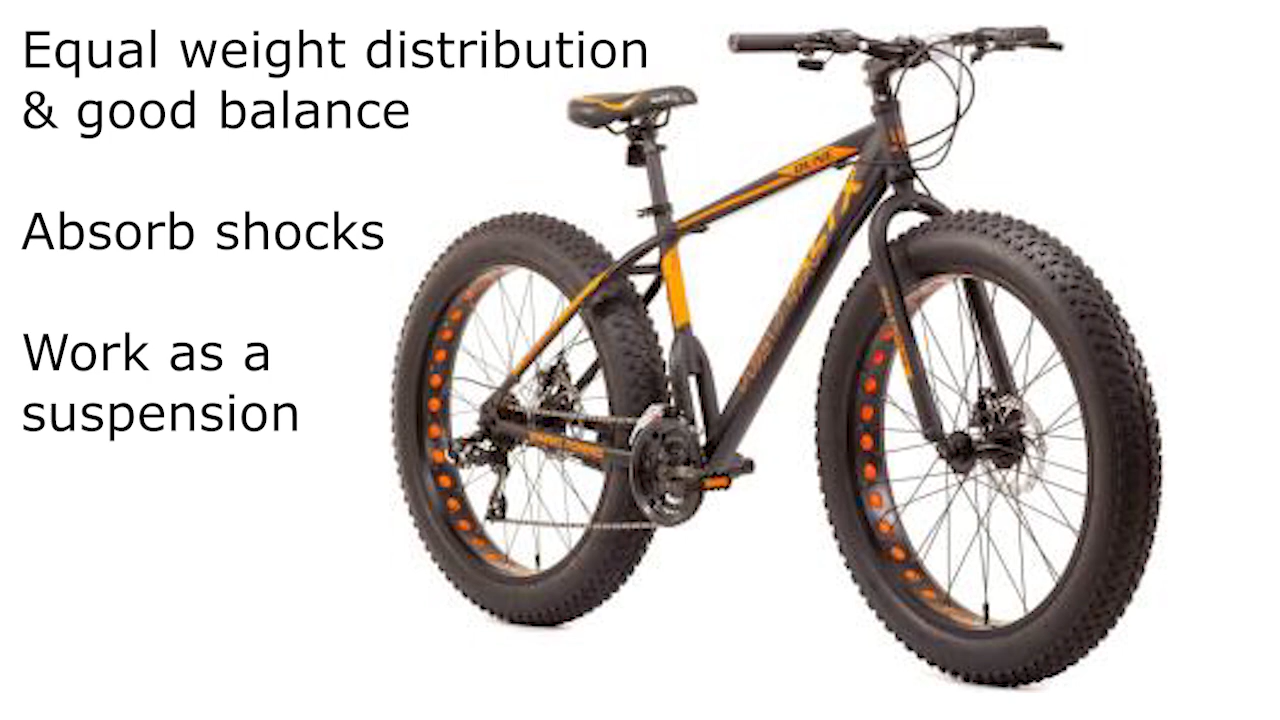 Equal weight distribution
& good balance
Absorb shocks
Work as a
suspension